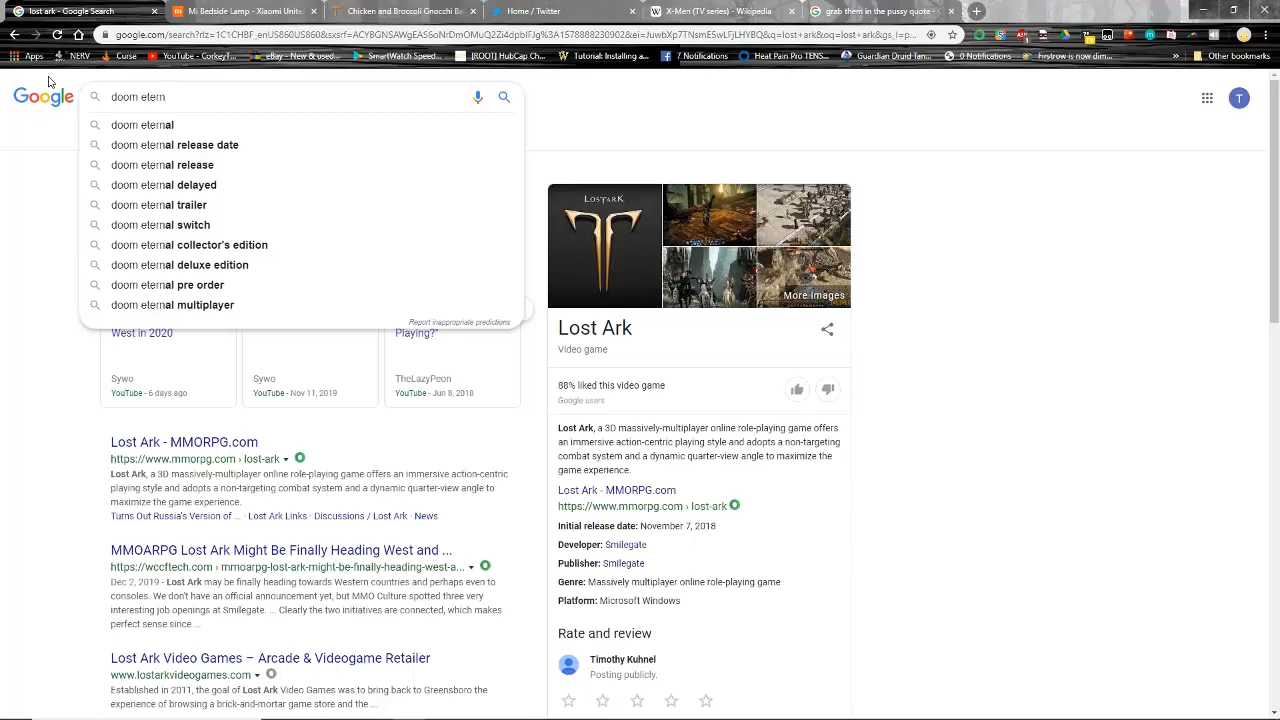 lost ark - Google Search
Mi Bedside Lamp - Xiaomi Unite
Chicken and Broccoli Gnocchi B
Home / Twitter
X-Men (TV series) - Wikipedia
grab them in the pussy quote -
Apps
NERV
Curse
YouTube - CorkeyT...
eBay - New & used...
SmartWatch Speed...
[ROOT] HubCap Ch...
Tutorial: Installing a...
7 Notifications
Heat Pain Pro TENS...
Guardian Druid Tan...
0 Notifications
Firstrow is now dim...
»
Other bookmarks
Google
doom etern
T
doom eternal
doom eternal release date
doom eternal release
doom eternal delayed
doom eternal trailer
doom eternal switch
doom eternal collector's edition
doom eternal deluxe edition
doom eternal pre order
doom eternal multiplayer
Report inappropriate predictions
West in 2020
Playing?"
Sywo
YouTube - 6 days ago
Sywo
YouTube - Nov 11, 2019
TheLazyPeon
YouTube - Jun 8, 2018
Lost Ark - MMORPG.com
https://www.mmorpg.com › lost-ark
Lost Ark, a 3D massively-multiplayer online role-playing game offers an immersive action-centric
playing style and adopts a non-targeting combat system and a dynamic quarter-view angle to
maximize the game experience.
Turns Out Russia's Version of ... · Lost Ark Links · Discussions / Lost Ark · News
MMOARPG Lost Ark Might Be Finally Heading West and ...
https://wccftech.com › mmoarpg-lost-ark-might-be-finally-heading-west-a...
Dec 2, 2019 - Lost Ark may be finally heading towards Western countries and perhaps even to
consoles. We don't have an official announcement yet, but MMO Culture spotted three very
interesting job openings at Smilegate. ... Clearly the two initiatives are connected, which makes
perfect sense since ...
Lost Ark Video Games – Arcade & Videogame Retailer
www.lostarkvideogames.com
Established in 2011, the goal of Lost Ark Video Games was to bring back to Greensboro the
experience of browsing a brick-and-mortar game store and the ...
LOSTARK
More images
Lost Ark
Video game
88% liked this video game
Google users
Lost Ark, a 3D massively-multiplayer online role-playing game offers
an immersive action-centric playing style and adopts a non-targeting
combat system and a dynamic quarter-view angle to maximize the
game experience.
Lost Ark - MMORPG.com
https://www.mmorpg.com › lost-ark
Initial release date: November 7, 2018
Developer: Smilegate
Publisher: Smilegate
Genre: Massively multiplayer online role-playing game
Platform: Microsoft Windows
Rate and review
Timothy Kuhnel
Posting publicly.